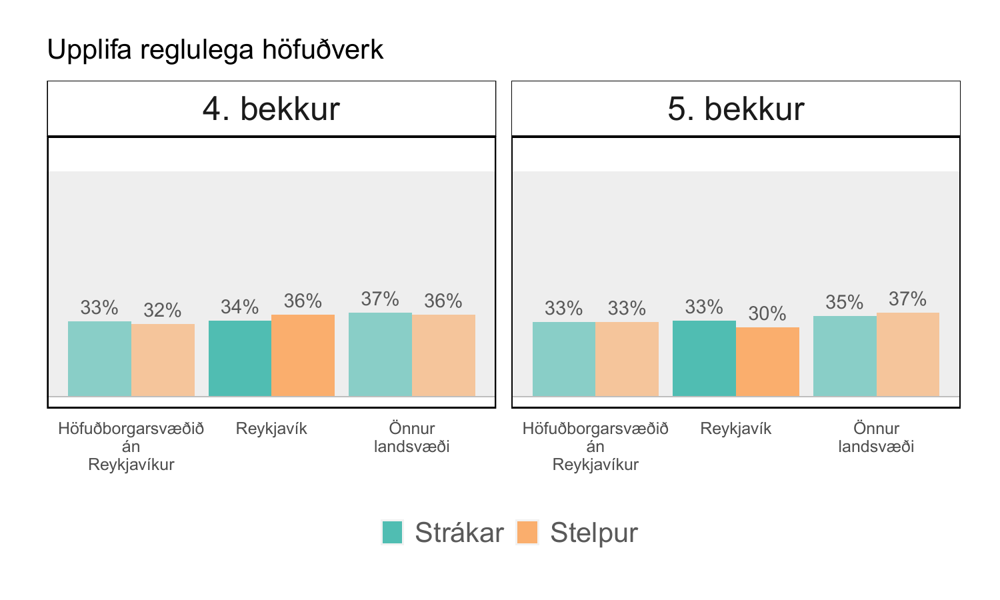 Upplifa reglulega höfuðverk
4. bekkur
33%
32%
34%
36%
37%
36%
Höfuðborgarsvæðið
án
Reykjavíkur
Reykjavík
Önnur
landsvæði
5. bekkur
33%
33%
33%
30%
35%
37%
Höfuðborgarsvæðið
án
Reykjavíkur
Reykjavík
Önnur
landsvæði
Strákar
Stelpur